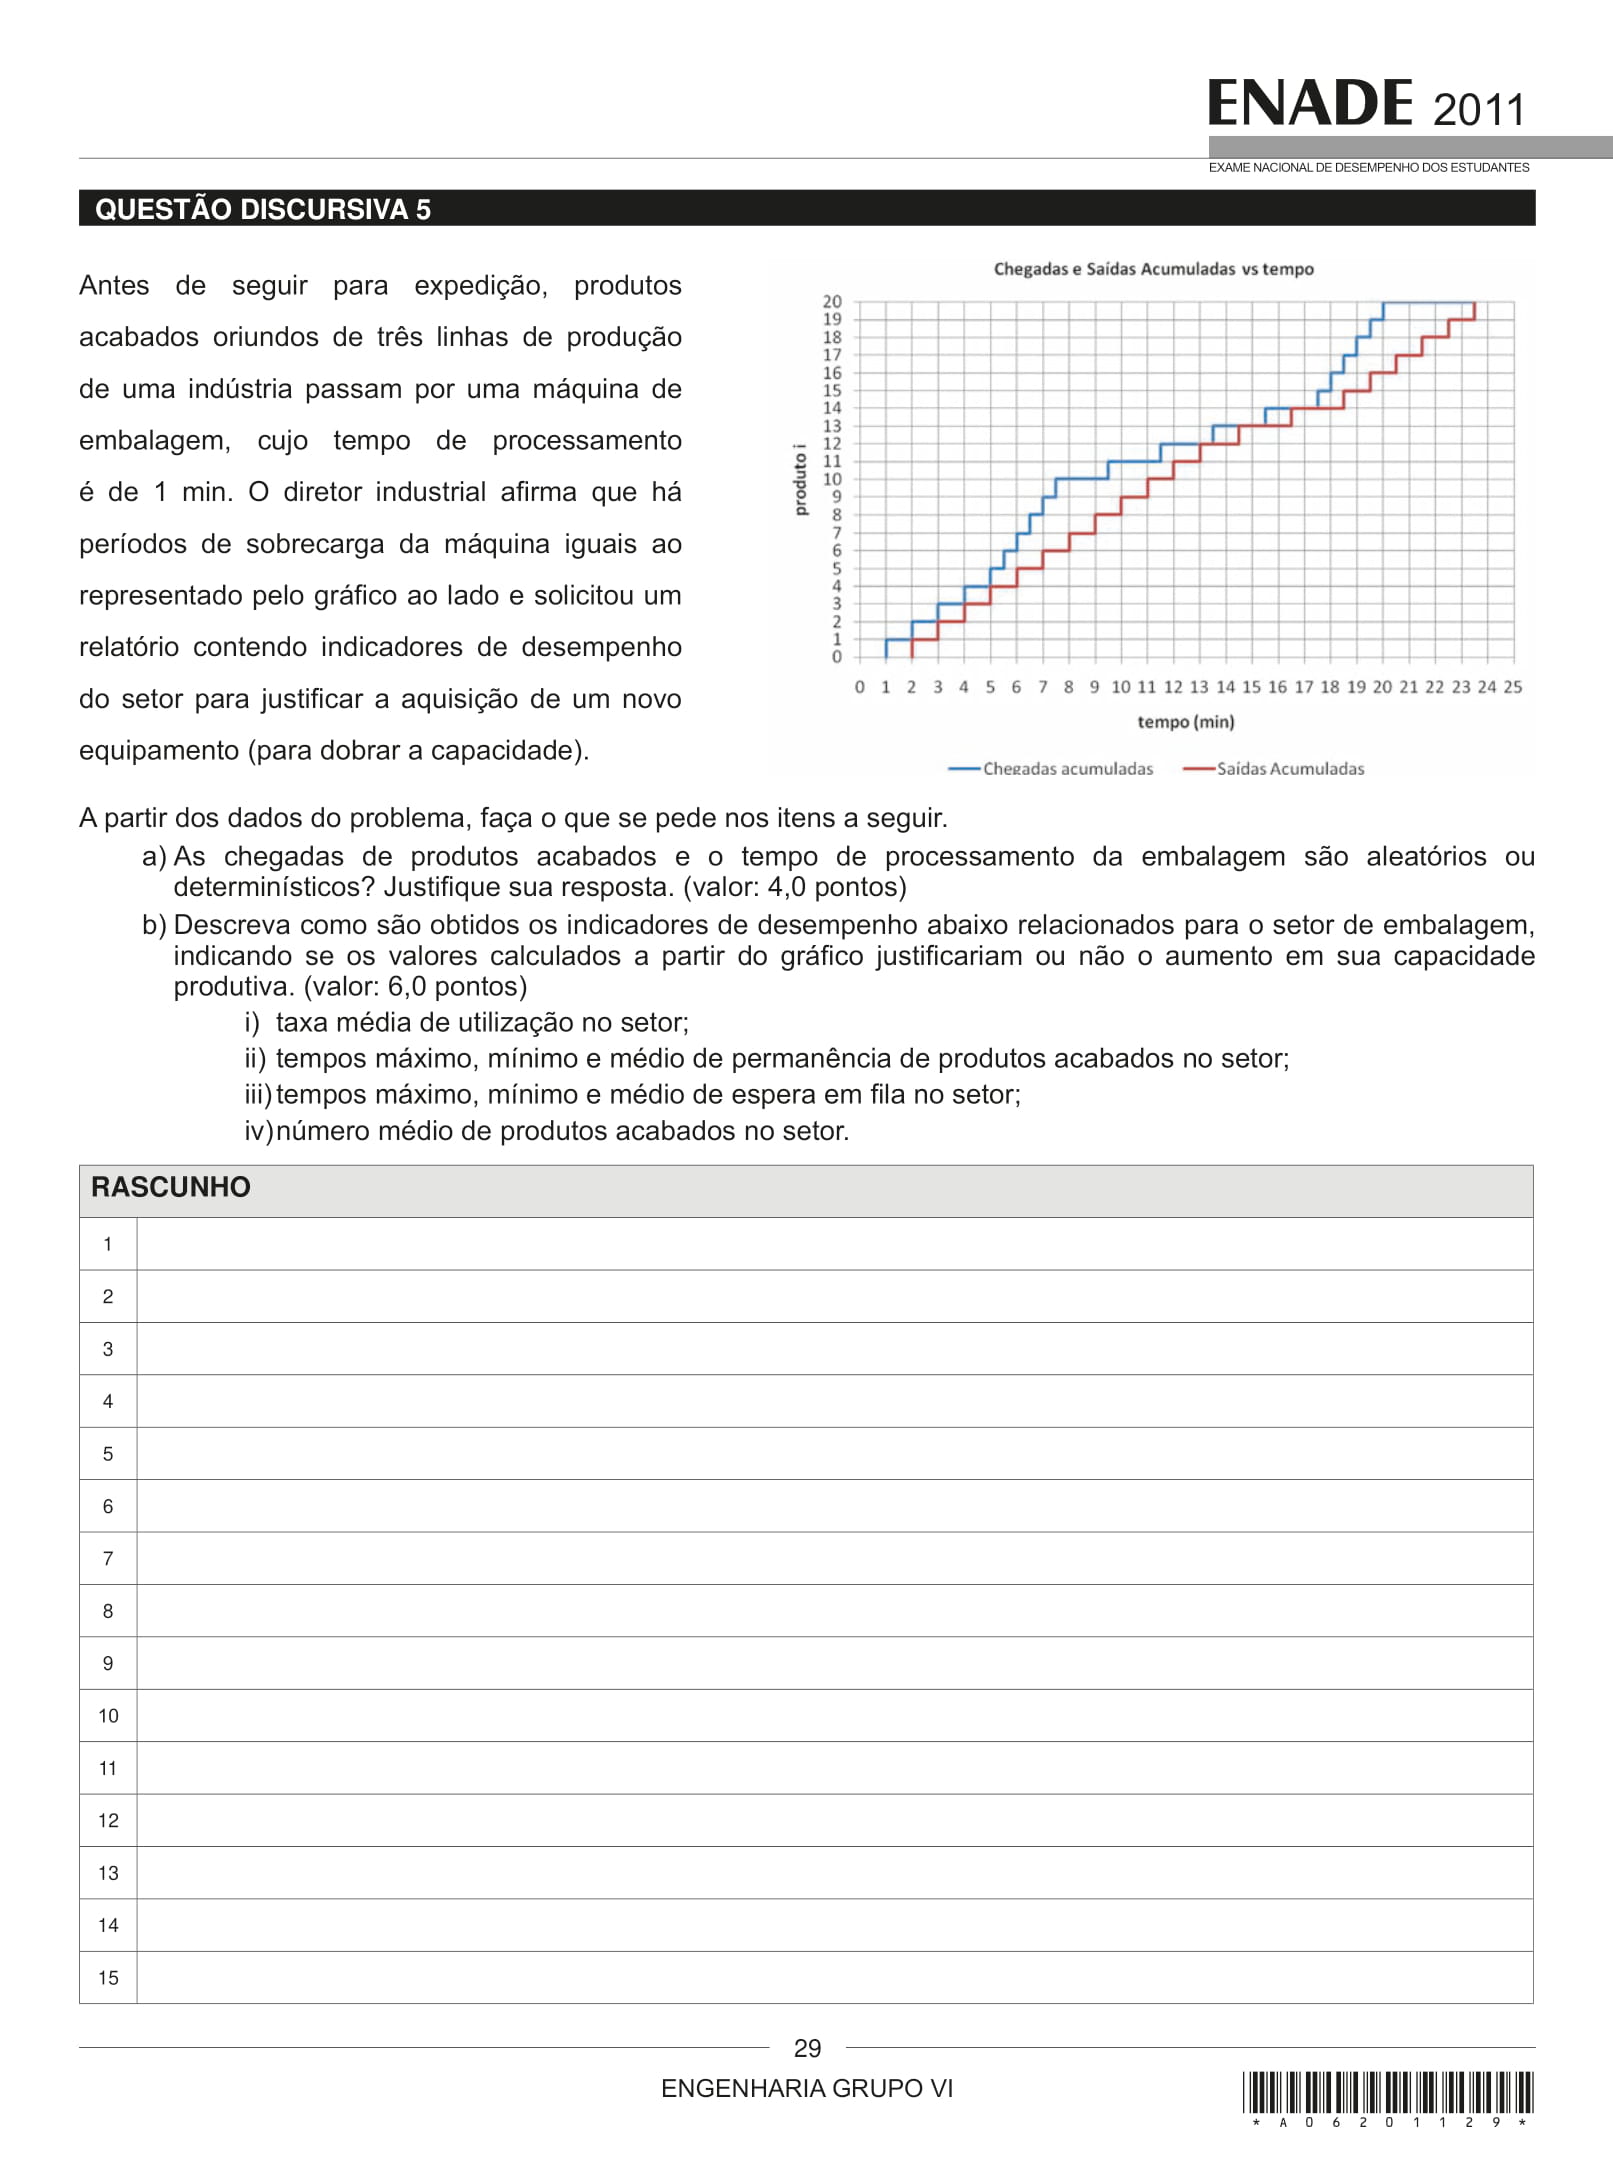 ENADE 2011
EXAME NACIONAL DE DESEMPENHO DOS ESTUDANTES
QUESTÃO DISCURSIVA 5
Antes de seguir para expedição, produtos
acabados oriundos de três linhas de produção
de uma indústria passam por uma máquina de
embalagem, cujo tempo de processamento
é de 1 min. O diretor industrial afirma que há
períodos de sobrecarga da máquina iguais ao
representado pelo gráfico ao lado e solicitou um
relatório contendo indicadores de desempenho
do setor para justificar a aquisição de um novo
equipamento (para dobrar a capacidade).
Chegadas e Saídas Acumuladas vs tempo
produto i
20
19
18
17
16
15
14
13
12
11
10
9
8
7
6
5
4
3
2
1
0
0 1 2 3 4 5 6 7 8 9 10 11 12 13 14 15 16 17 18 19 20 21 22 23 24 25
tempo (min)
Chegadas acumuladas Saídas Acumuladas
A partir dos dados do problema, faça o que se pede nos itens a seguir.
a) As chegadas de produtos acabados e o tempo de processamento da embalagem são aleatórios ou
determinísticos? Justifique sua resposta. (valor: 4,0 pontos)
b) Descreva como são obtidos os indicadores de desempenho abaixo relacionados para o setor de embalagem,
indicando se os valores calculados a partir do gráfico justificariam ou não o aumento em sua capacidade
produtiva. (valor: 6,0 pontos)
i) taxa média de utilização no setor;
ii) tempos máximo, mínimo e médio de permanência de produtos acabados no setor;
iii) tempos máximo, mínimo e médio de espera em fila no setor;
iv) número médio de produtos acabados no setor.
RASCUNHO
1
2
3
4
5
6
7
8
9
10
11
12
13
14
15
29
ENGENHARIA GRUPO VI
* A 0 6 2 0 1 1 2 9 *